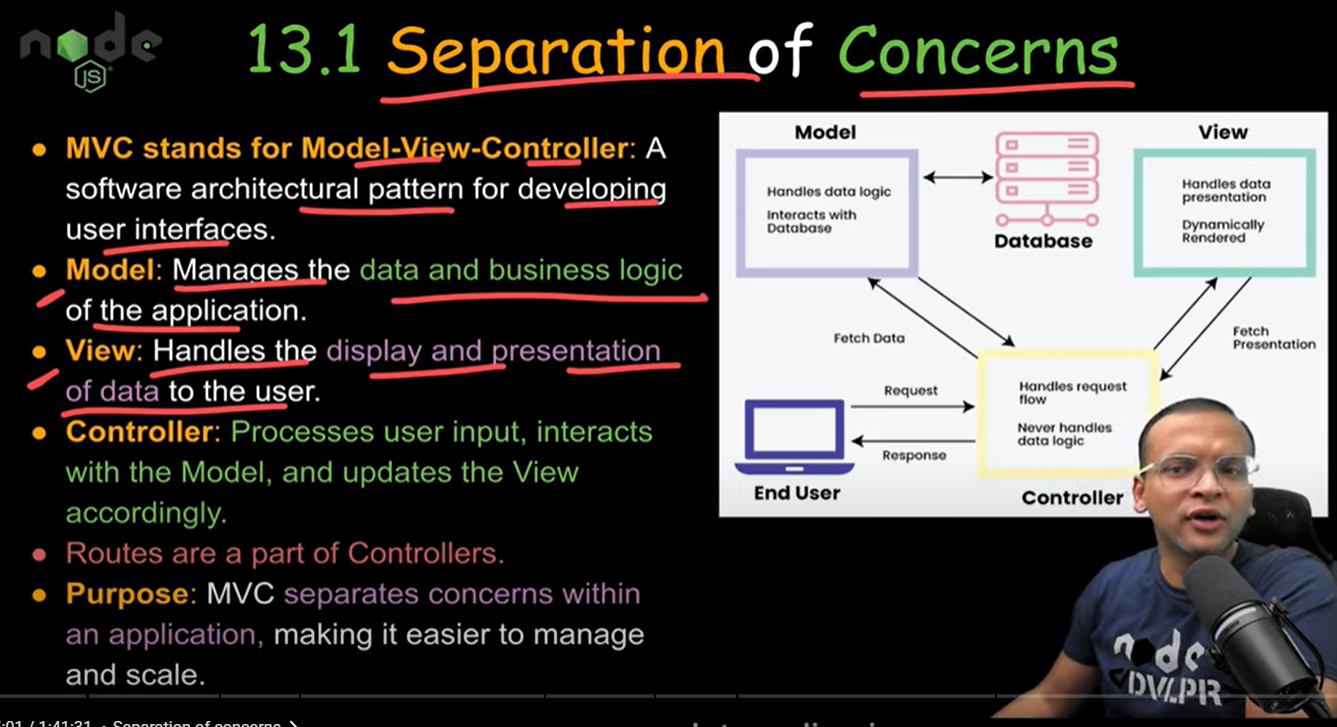 node
JS
13.1 Separation of Concerns
MVC stands for Model-View-Controller: A
software architectural pattern for developing
user interfaces.
Model: Manages the data and business logic
of the application.
View: Handles the display and presentation
of data to the user.
Controller: Processes user input, interacts
with the Model, and updates the View
accordingly.
Routes are a part of Controllers.
Purpose: MVC separates concerns within
an application, making it easier to manage
and scale.
Model
Handles data logic
Interacts with
Database
Database
View
Handles data
presentation
Dynamically
Rendered
Fetch Data
Fetch
Presentation
Request
Response
End User
Handles request
flow
Never handles
data logic
Controller
node
DVLPR
:01 / 1:41:31 • Separation of concerns